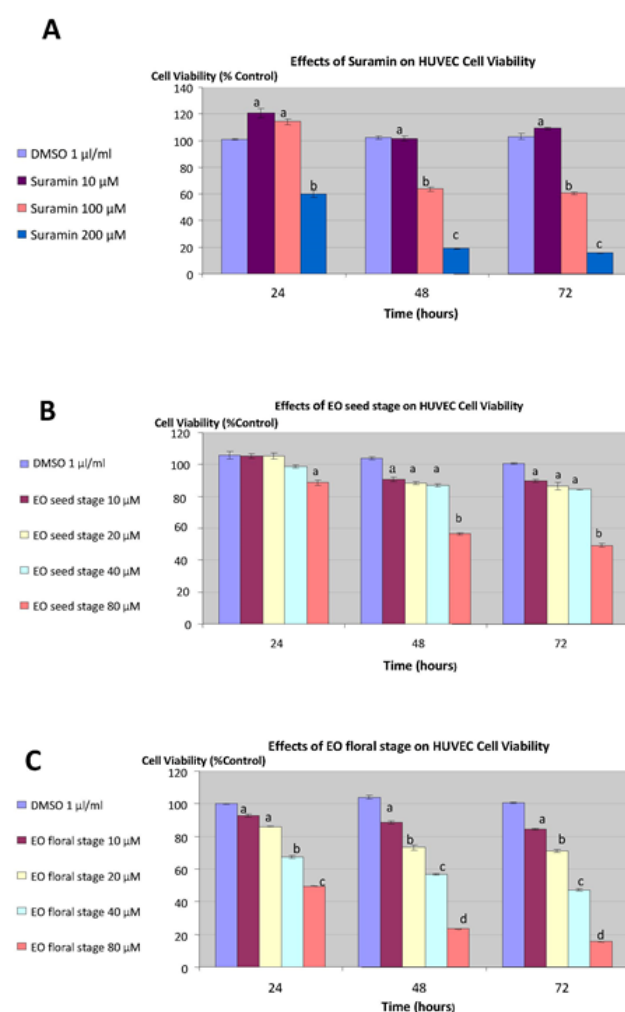 A
Effects of Suramin on HUVEC Cell Viability
Cell Viability (% Control)
140
120
100
80
60
40
20
0
a a b
a b c
a b c
24 48 72
Time (hours)
DMSO 1 µl/ml
Suramin 10 µM
Suramin 100 µM
Suramin 200 µM
B
Effects of EO seed stage on HUVEC Cell Viability
Cell Viability (%Control)
120
100
80
60
40
20
0
a
a a a b
a a a b
24 48 72
Time (hours)
DMSO 1 µl/ml
EO seed stage 10 µM
EO seed stage 20 µM
EO seed stage 40 µM
EO seed stage 80 µM
C
Effects of EO floral stage on HUVEC Cell Viability
Cell Viability (%Control)
120
100
80
60
40
20
0
a a b c
a b c d
a b c d
24 48 72
Time (hours)
DMSO 1 µl/ml
EO floral stage 10 µM
EO floral stage 20 µM
EO floral stage 40 µM
EO floral stage 80 µM